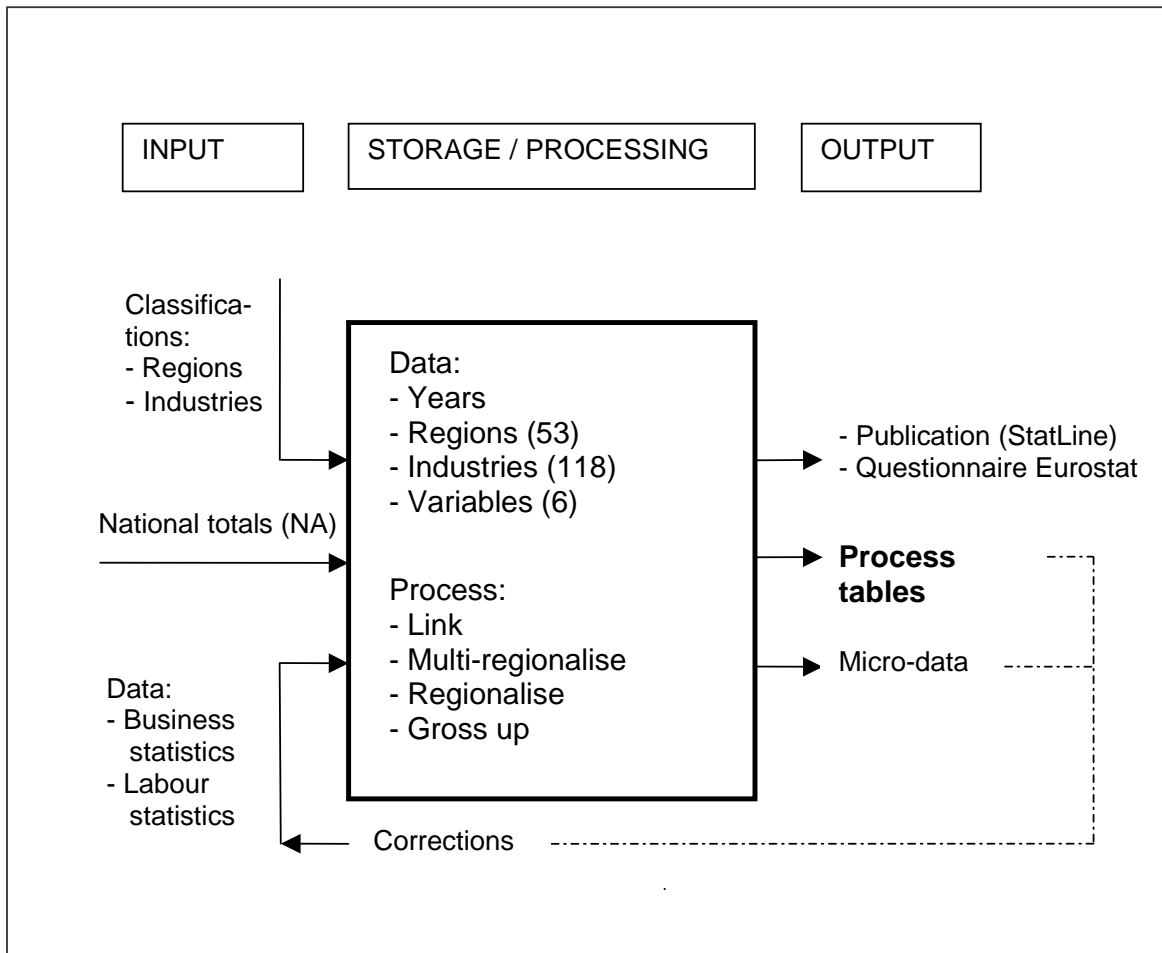 INPUT
STORAGE / PROCESSING
OUTPUT
Classifica-
tions:
- Regions
- Industries
National totals (NA)
Data:
- Business
statistics
- Labour
statistics
Data:
- Years
- Regions (53)
- Industries (118)
- Variables (6)
Process:
- Link
- Multi-regionalise
- Regionalise
- Gross up
- Publication (StatLine)
- Questionnaire Eurostat
Process
tables
Micro-data
Corrections